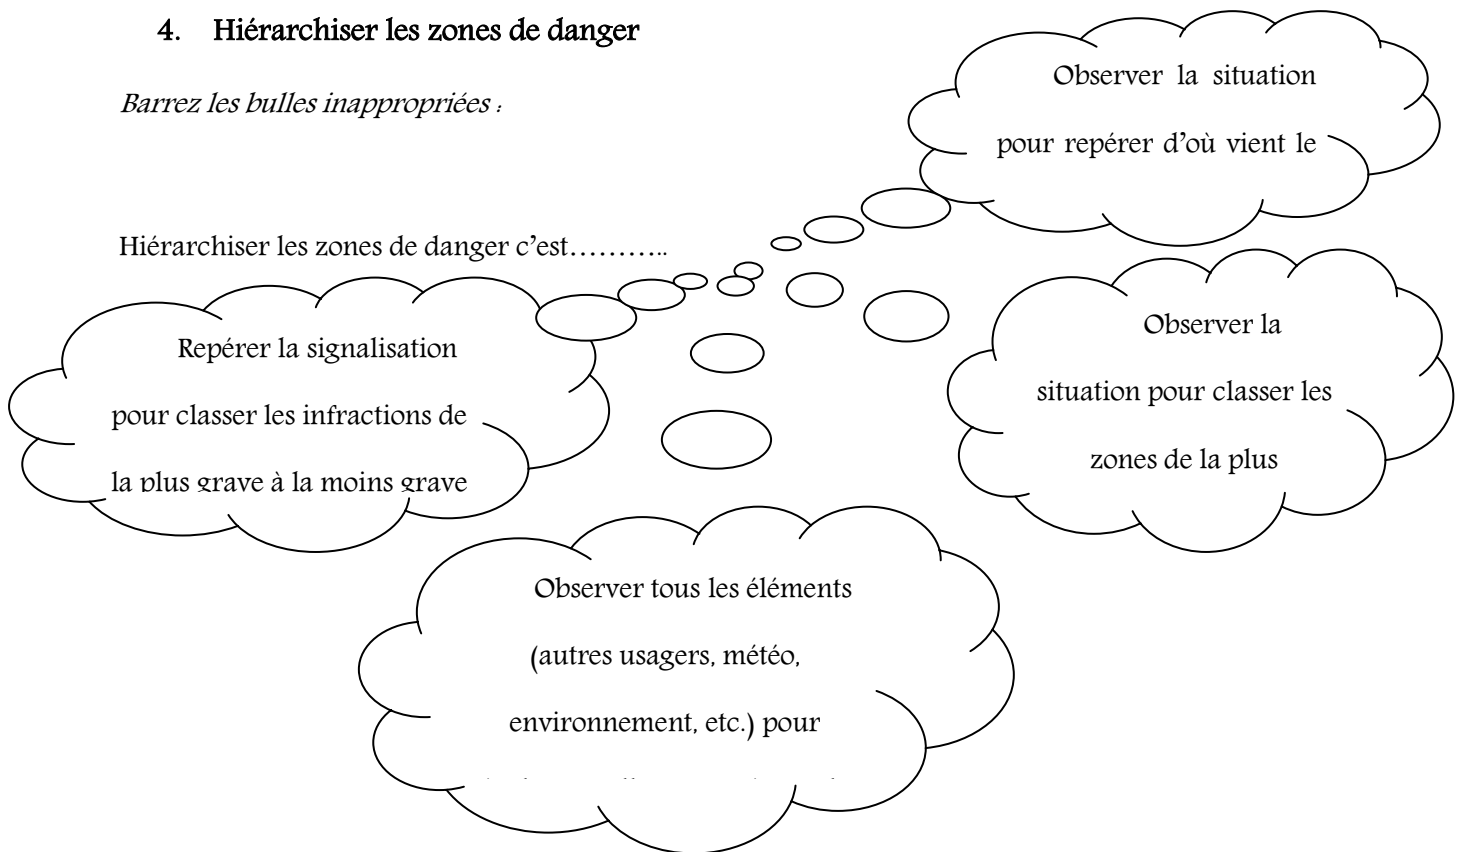 4. Hiérarchiser les zones de danger
Barrez les bulles inappropriées :
Observer la situation
pour repérer d'où vient le
Hiérarchiser les zones de danger c'est………..
Repérer la signalisation
pour classer les infractions de
la plus grave à la moins grave
Observer la
situation pour classer les
zones de la plus
Observer tous les éléments
(autres usagers, météo,
environnement, etc.) pour